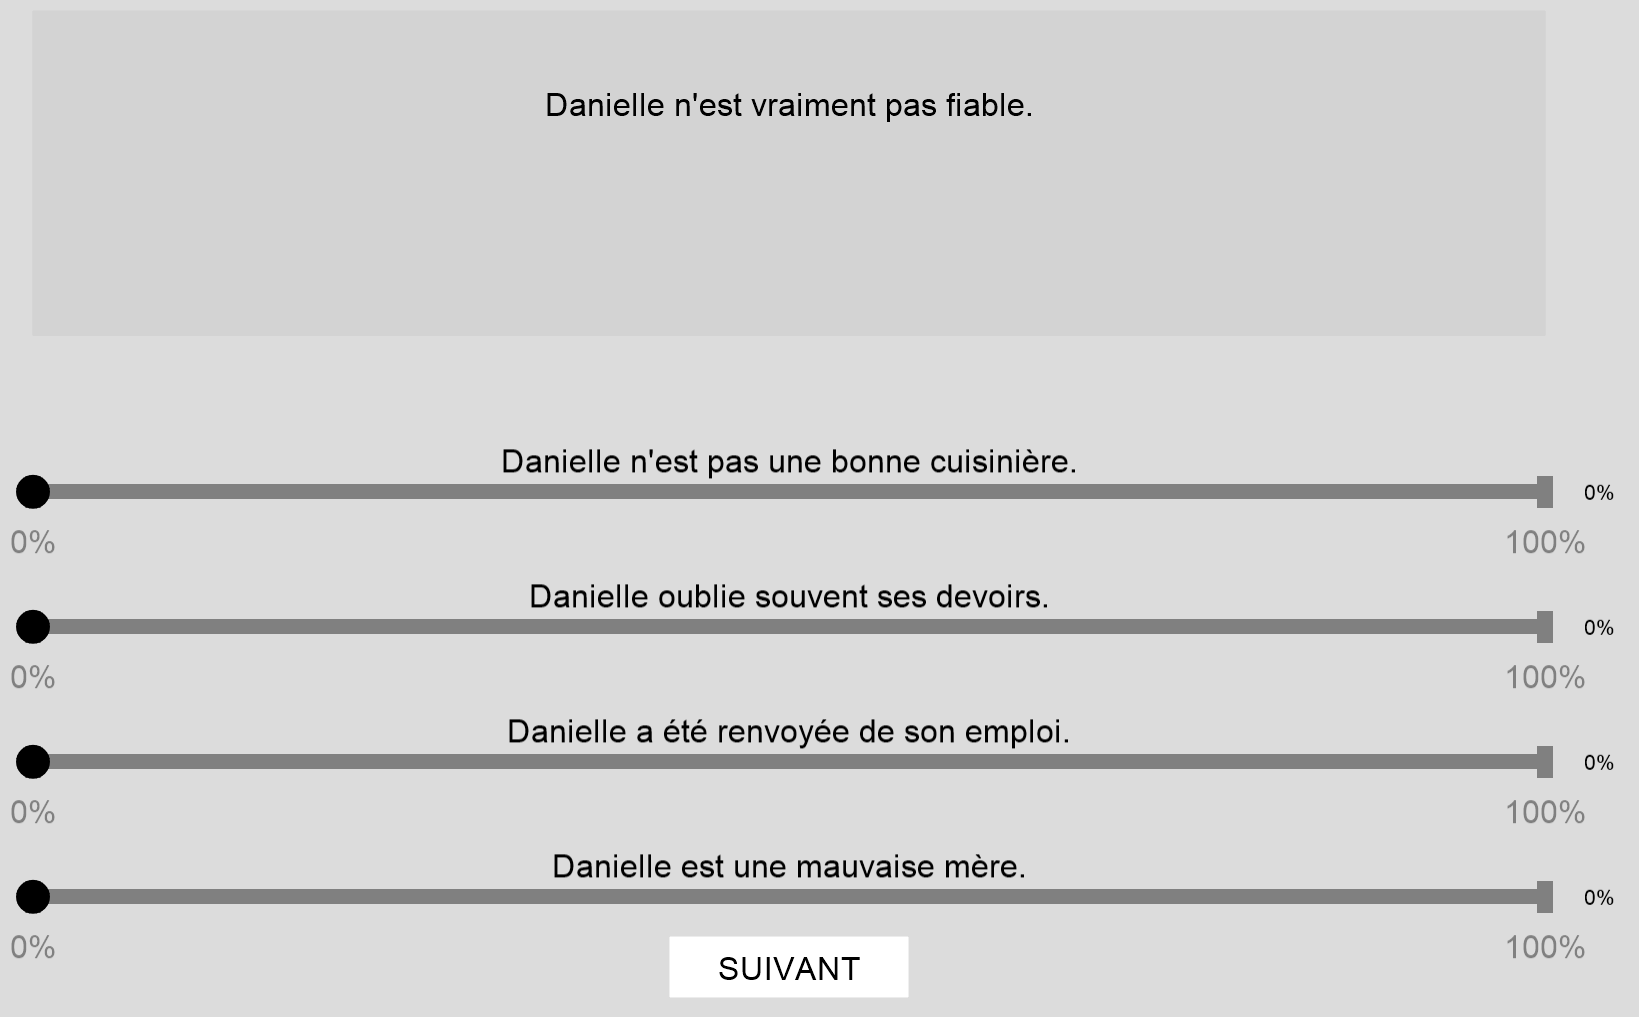 Danielle n'est vraiment pas fiable.
Danielle n'est pas une bonne cuisinière.
0%
0%
100%
Danielle oublie souvent ses devoirs.
0%
0%
100%
Danielle a été renvoyée de son emploi.
0%
0%
100%
Danielle est une mauvaise mère.
0%
0%
100%
SUIVANT